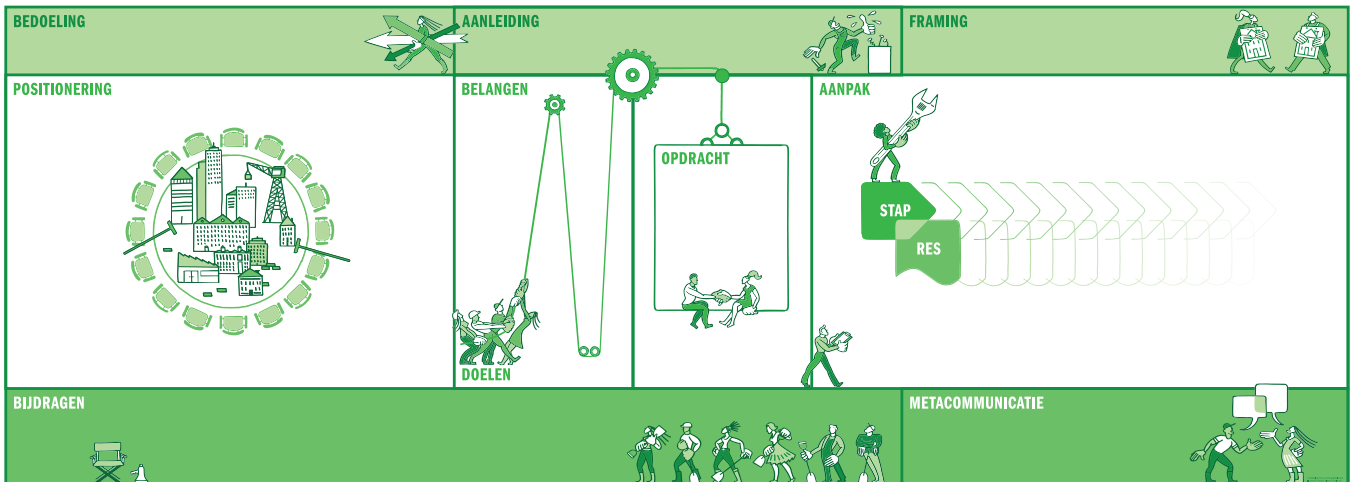 BEDOELING
AANLEIDING
FRAMING
POSITIONERING
BELANGEN
AANPAK
OPDRACHT
STAP
RES
DOELEN
BIJDRAGEN
METACOMMUNICATIE